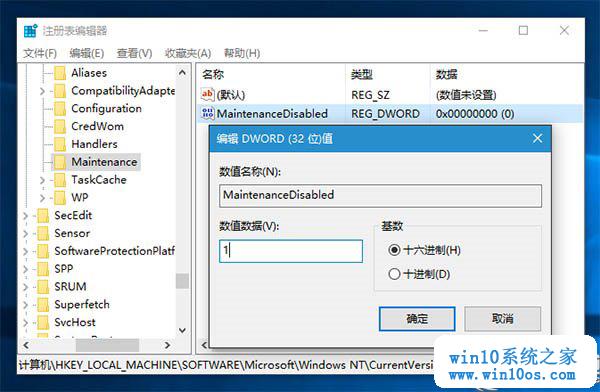 注册表编辑器
文件(F) 编辑(E) 查看(V) 收藏夹(A) 帮助(H)
Aliases
CompatibilityAdapte
Configuration
CredWom
Handlers
Maintenance
TaskCache
WP
SecEdit
Sensor
SoftwareProtectionPlatf
SPP
SRUM
Superfetch
SvcHost
名称 类型 数据
ab (默认) REG_SZ (数值未设置)
MaintenanceDisabled REG_DWORD 0x00000000 (0)
编辑 DWORD (32 位)值
数值名称(N):
MaintenanceDisabled
数值数据(V):
1
基数
十六进制(H)
十进制(D)
确定 取消
计算机\HKEY_LOCAL_MACHINE\SOFTWARE\Microsoft\Windows NT\CurrentVersi
win10系统之家
www.win10os.com